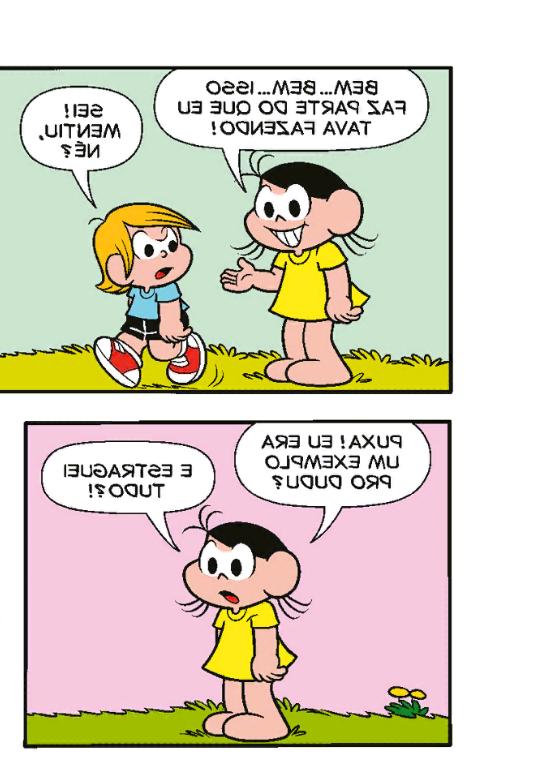 BEM...BEM...ISSO
FAZ PARTE DO QUE EU
TAVA FAZENDO!
SEI!
MENTIU,
NÉ?
PUXA! EU ERA
UM EXEMPLO
PRO DUDU?
E ESTRAGUEI
TUDO?!